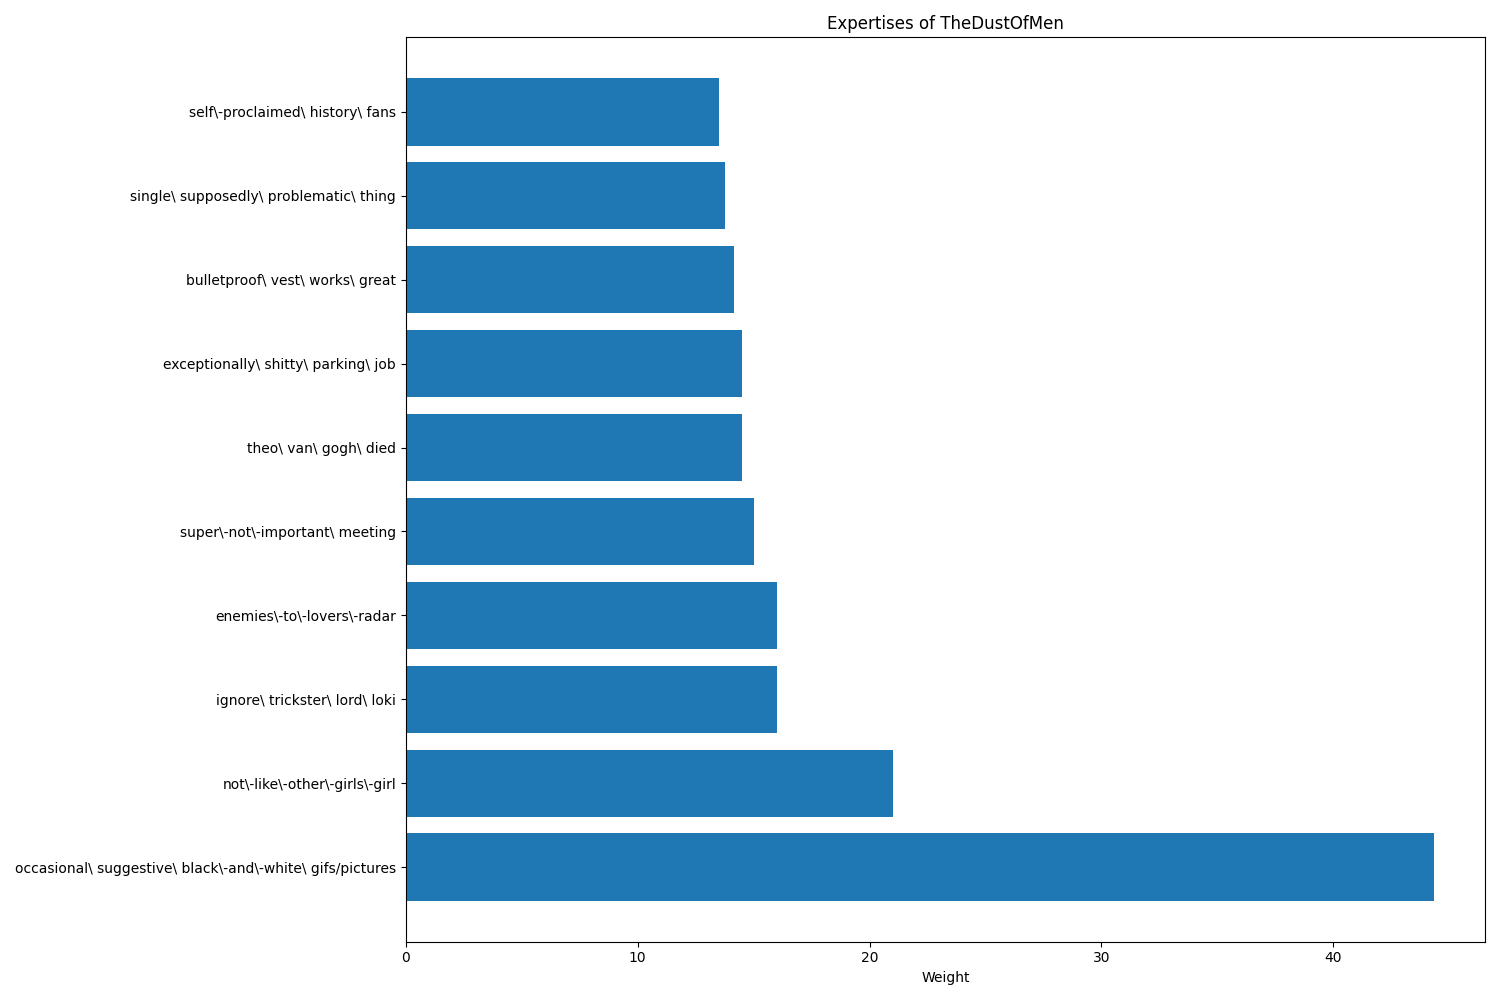 Expertises of TheDustOfMen
self\-proclaimed\ history\ fans
single\ supposedly\ problematic\ thing
bulletproof\ vest\ works\ great
exceptionally\ shitty\ parking\ job
theo\ van\ gogh\ died
super\-not\-important\ meeting
enemies\-to\-lovers\-radar
ignore\ trickster\ lord\ loki
not\-like\-other\-girls\-girl
occasional\ suggestive\ black\-and\-white\ gifs/pictures
0 10 20 30 40
Weight